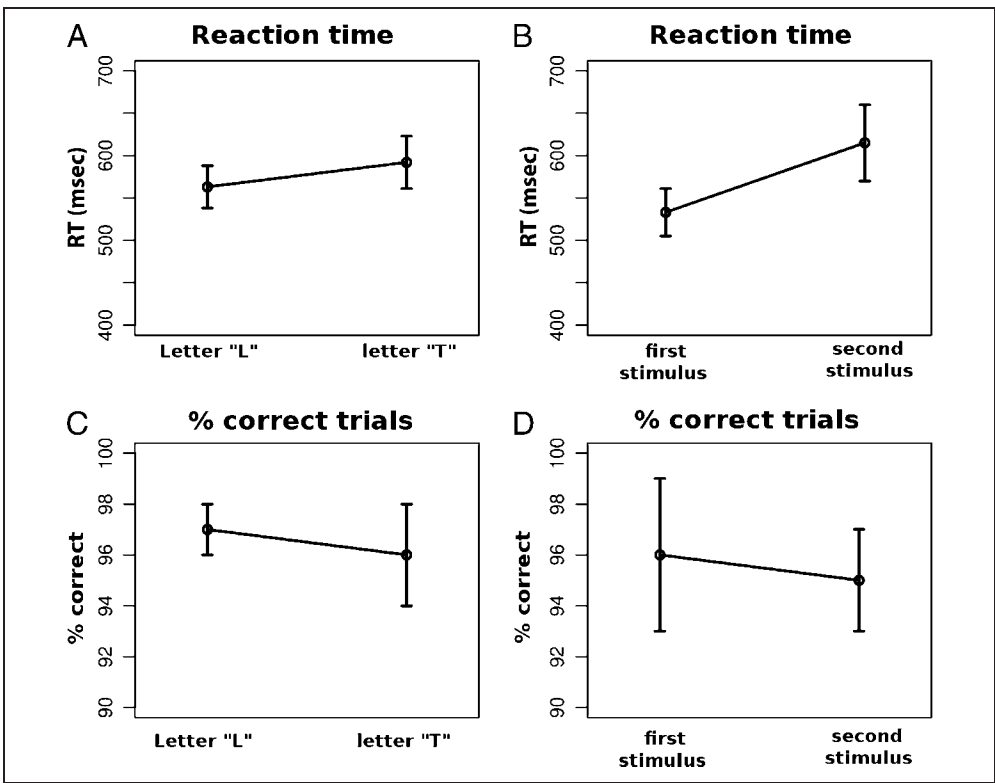 A
Reaction time
700
600
500
400
RT (msec)
Letter "L"
letter "T"
B
Reaction time
700
600
500
400
RT (msec)
first
stimulus
second
stimulus
C
% correct trials
100
98
96
94
92
90
% correct
Letter "L"
letter "T"
D
% correct trials
100
98
96
94
92
90
% correct
first
stimulus
second
stimulus